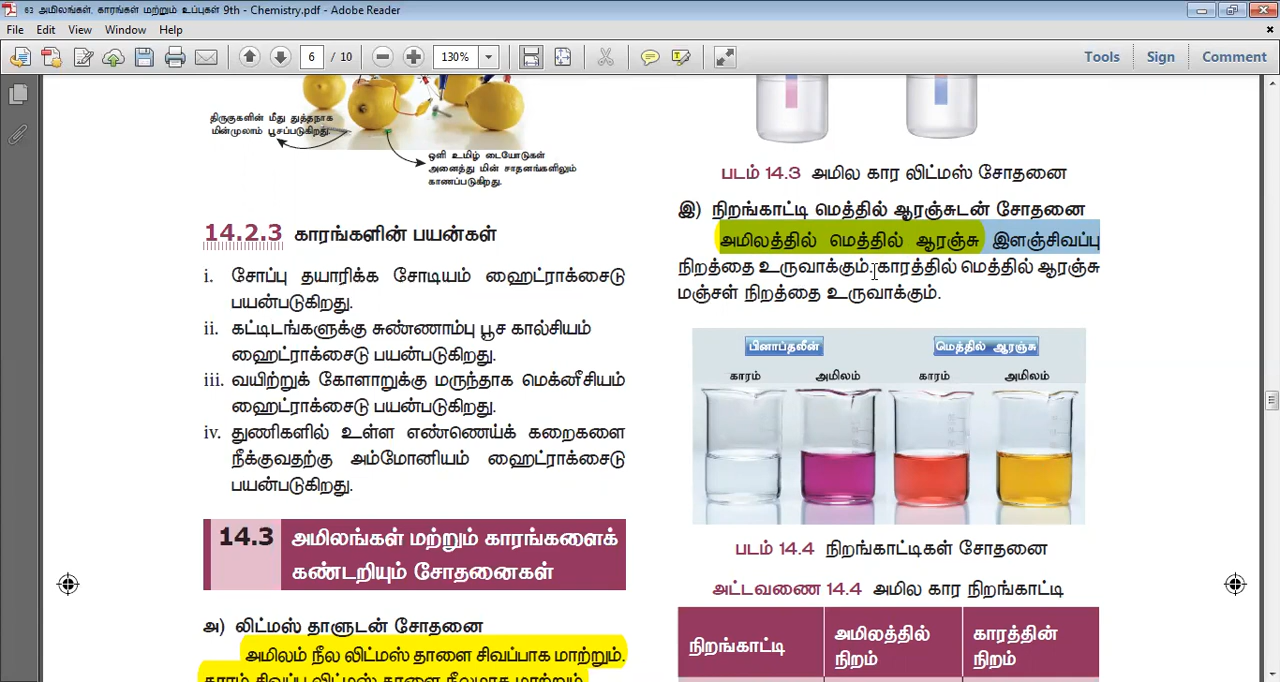 63 அமிலங்கள், காரங்கள் மற்றும் உப்புகள் 9th - Chemistry.pdf - Adobe Reader
File Edit View Window Help
6 / 10 130% Tools Sign Comment
திருகுகளின் மீது துத்தநாக
மின்முலாம் பூசப்படுகிறது.
ஒளி உமிழ் டையோடுகள்
அனைத்து மின் சாதனங்களிலும்
காணப்படுகிறது.
14.2.3 காரங்களின் பயன்கள்
i. சோப்பு தயாரிக்க சோடியம் ஹைட்ராக்சைடு
பயன்படுகிறது.
ii. கட்டிடங்களுக்கு சுண்ணாம்பு பூச கால்சியம்
ஹைட்ராக்சைடு பயன்படுகிறது.
iii. வயிற்றுக் கோளாறுக்கு மருந்தாக மெக்னீசியம்
ஹைட்ராக்சைடு பயன்படுகிறது.
iv. துணிகளில் உள்ள எண்ணெய்க் கறைகளை
நீக்குவதற்கு அம்மோனியம் ஹைட்ராக்சைடு
பயன்படுகிறது.
14.3 அமிலங்கள் மற்றும் காரங்களைக்
கண்டறியும் சோதனைகள்
அ) லிட்மஸ் தாளுடன் சோதனை
அமிலம் நீல லிட்மஸ் தாளை சிவப்பாக மாற்றும்.
காரம் சிவப்பு லிட்மஸ் தாளை நீலமாக மாற்றும்
படம் 14.3 அமில கார லிட்மஸ் சோதனை
இ) நிறங்காட்டி மெத்தில் ஆரஞ்சுடன் சோதனை
அமிலத்தில் மெத்தில் ஆரஞ்சு இளஞ்சிவப்பு
நிறத்தை உருவாக்கும். காரத்தில் மெத்தில் ஆரஞ்சு
மஞ்சள் நிறத்தை உருவாக்கும்.
பினாப்தலீன் மெத்தில் ஆரஞ்சு
காரம் அமிலம் காரம் அமிலம்
படம் 14.4 நிறங்காட்டிகள் சோதனை
அட்டவணை 14.4 அமில கார நிறங்காட்டி
நிறங்காட்டி
அமிலத்தில்
நிறம்
காரத்தின்
நிறம்